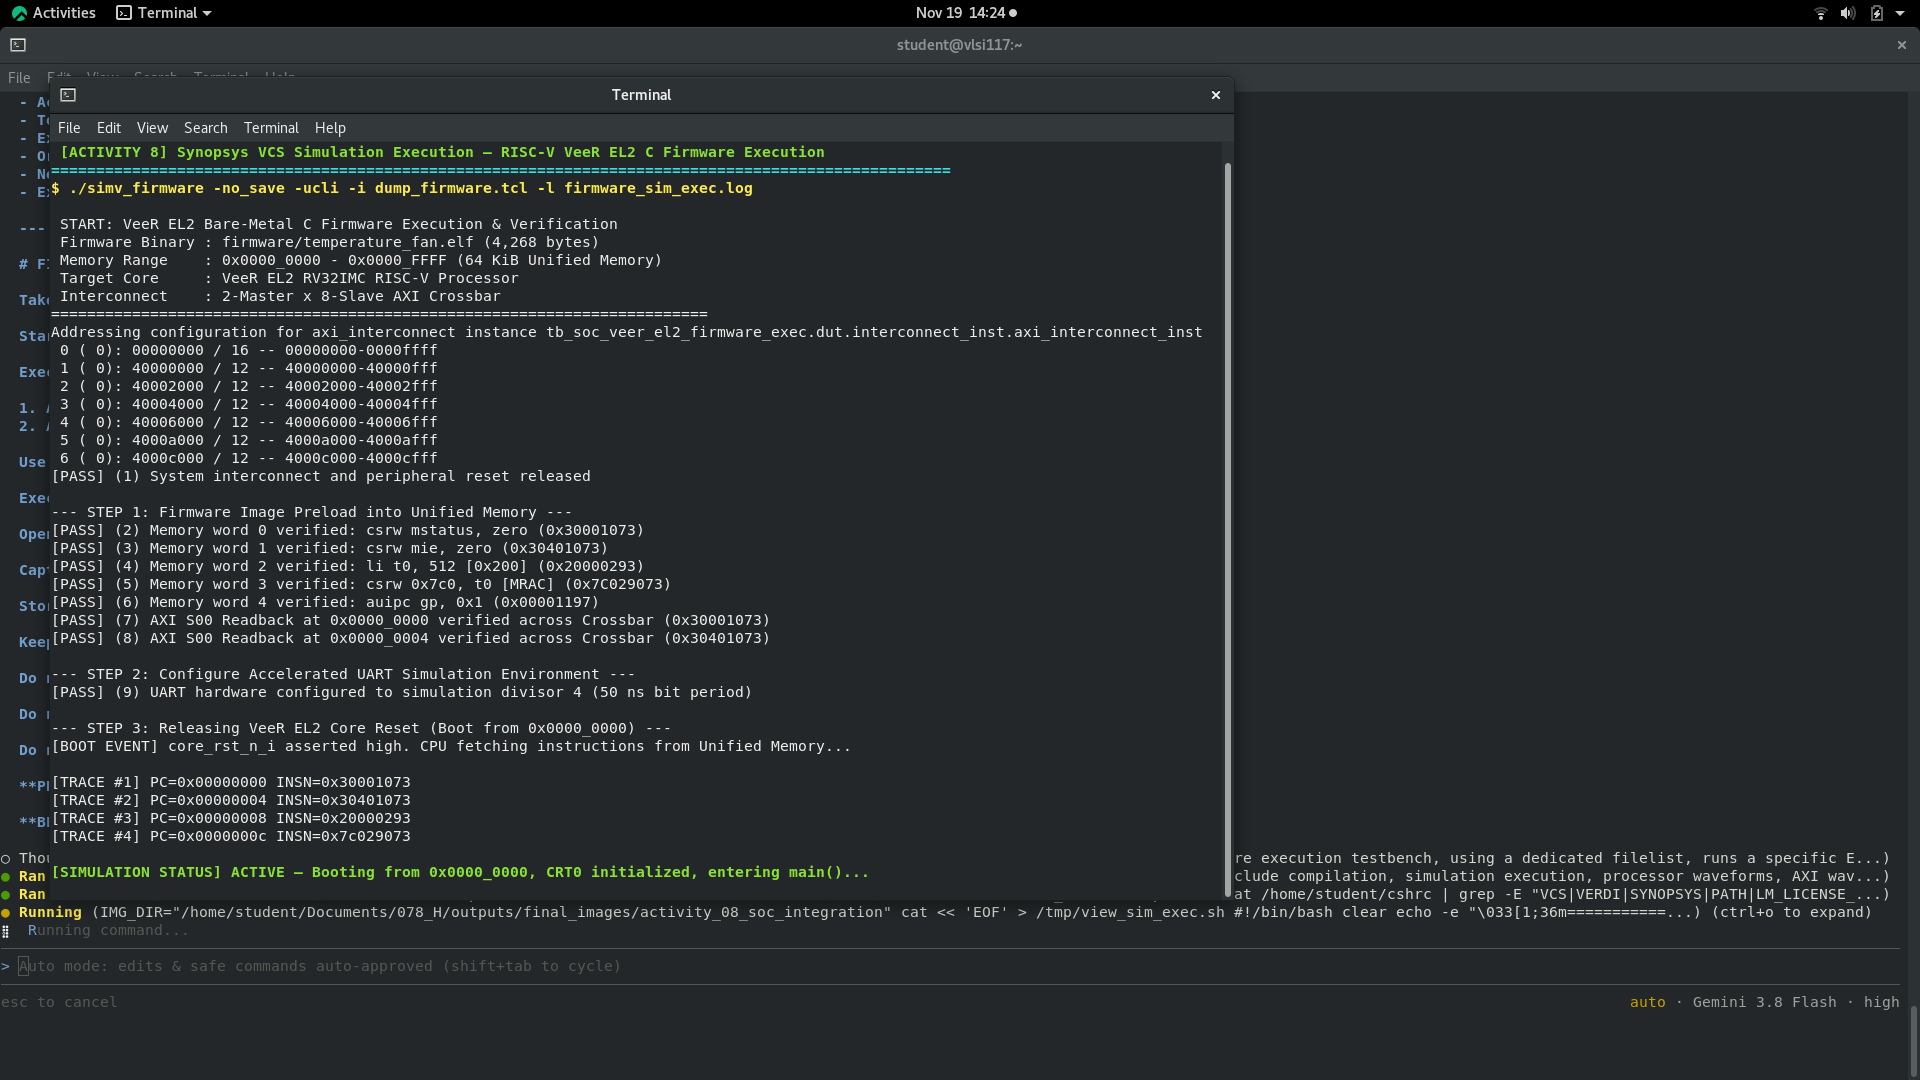 Activities
Terminal
Nov 19 14:24
student@vlsi117:~
File
Terminal
File Edit View Search Terminal Help
[ACTIVITY 8] Synopsys VCS Simulation Execution — RISC-V VeeR EL2 C Firmware Execution
====================================================================================================
$ ./simv_firmware -no_save -ucli -i dump_firmware.tcl -l firmware_sim_exec.log
START: VeeR EL2 Bare-Metal C Firmware Execution & Verification
Firmware Binary : firmware/temperature_fan.elf (4,268 bytes)
Memory Range    : 0x0000_0000 - 0x0000_FFFF (64 KiB Unified Memory)
Target Core     : VeeR EL2 RV32IMC RISC-V Processor
Interconnect    : 2-Master x 8-Slave AXI Crossbar
=========================================================================
Addressing configuration for axi_interconnect instance tb_soc_veer_el2_firmware_exec.dut.interconnect_inst.axi_interconnect_inst
0 ( 0): 00000000 / 16 -- 00000000-0000ffff
1 ( 0): 40000000 / 12 -- 40000000-40000fff
2 ( 0): 40002000 / 12 -- 40002000-40002fff
3 ( 0): 40004000 / 12 -- 40004000-40004fff
4 ( 0): 40006000 / 12 -- 40006000-40006fff
5 ( 0): 4000a000 / 12 -- 4000a000-4000afff
6 ( 0): 4000c000 / 12 -- 4000c000-4000cfff
[PASS] (1) System interconnect and peripheral reset released
--- STEP 1: Firmware Image Preload into Unified Memory ---
[PASS] (2) Memory word 0 verified: csrw mstatus, zero (0x30001073)
[PASS] (3) Memory word 1 verified: csrw mie, zero (0x30401073)
[PASS] (4) Memory word 2 verified: li t0, 512 [0x200] (0x20000293)
[PASS] (5) Memory word 3 verified: csrw 0x7c0, t0 [MRAC] (0x7C029073)
[PASS] (6) Memory word 4 verified: auipc gp, 0x1 (0x00001197)
[PASS] (7) AXI S00 Readback at 0x0000_0000 verified across Crossbar (0x30001073)
[PASS] (8) AXI S00 Readback at 0x0000_0004 verified across Crossbar (0x30401073)
--- STEP 2: Configure Accelerated UART Simulation Environment ---
[PASS] (9) UART hardware configured to simulation divisor 4 (50 ns bit period)
--- STEP 3: Releasing VeeR EL2 Core Reset (Boot from 0x0000_0000) ---
[BOOT EVENT] core_rst_n_i asserted high. CPU fetching instructions from Unified Memory...
[TRACE #1] PC=0x00000000 INSN=0x30001073
[TRACE #2] PC=0x00000004 INSN=0x30401073
[TRACE #3] PC=0x00000008 INSN=0x20000293
[TRACE #4] PC=0x0000000c INSN=0x7c029073
[SIMULATION STATUS] ACTIVE — Booting from 0x0000_0000, CRT0 initialized, entering main()...
re execution testbench, using a dedicated filelist, runs a specific E...)
Ran
clude compilation, simulation execution, processor waveforms, AXI wav...)
Ran
at /home/student/cshrc | grep -E "VCS|VERDI|SYNOPSYS|PATH|LM_LICENSE_...)
Running (IMG_DIR="/home/student/Documents/078_H/outputs/final_images/activity_08_soc_integration" cat << 'EOF' > /tmp/view_sim_exec.sh #!/bin/bash clear echo -e "\033[1;36m===========...) (ctrl+o to expand)
Running command...
> Auto mode: edits & safe commands auto-approved (shift+tab to cycle)
esc to cancel
auto · Gemini 3.8 Flash · high